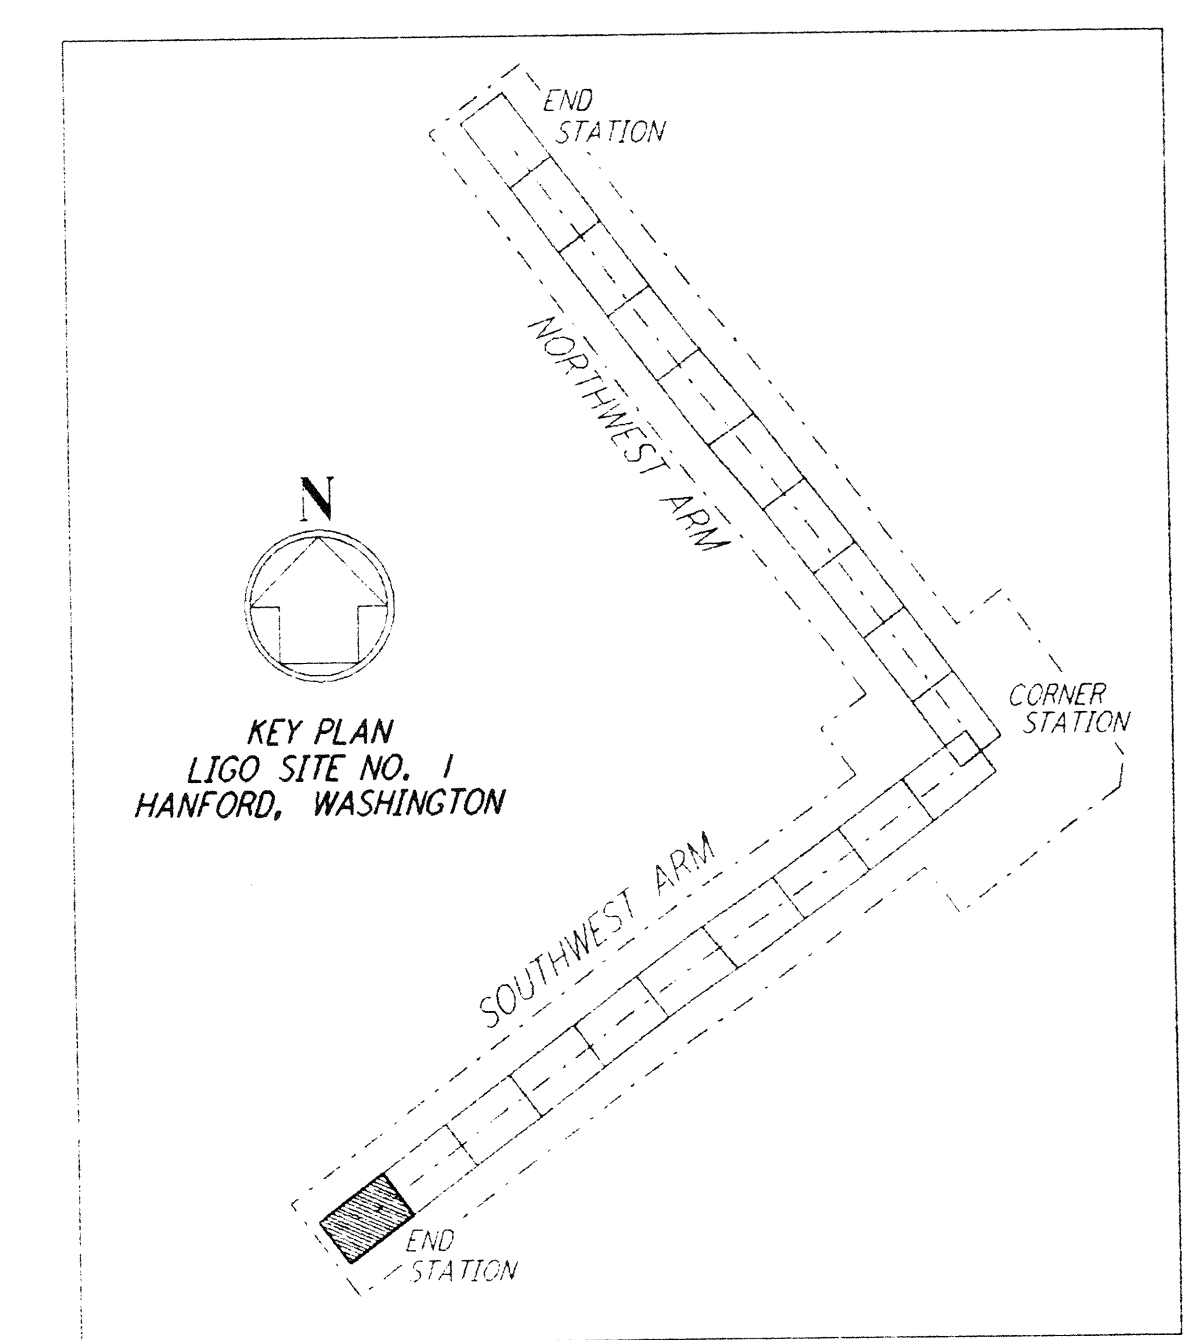 END
STATION
NORTHWEST ARM
N
CORNER
STATION
KEY PLAN
LIGO SITE NO. 1
HANFORD, WASHINGTON
SOUTHWEST ARM
END
STATION